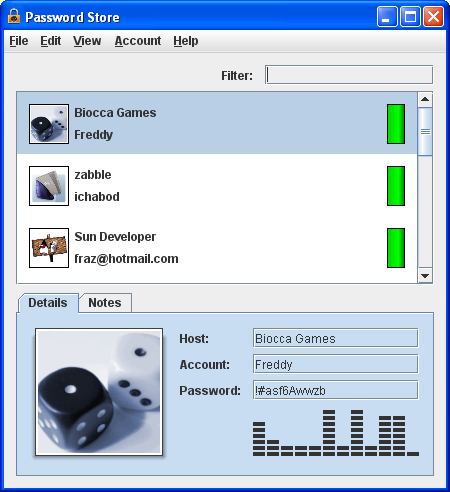 Password Store
File Edit View Account Help
Filter:
Biocca Games
Freddy
zabble
ichabod
Sun Developer
fraz@hotmail.com
Details Notes
Host: Biocca Games
Account: Freddy
Password: !#asf6Awwzb